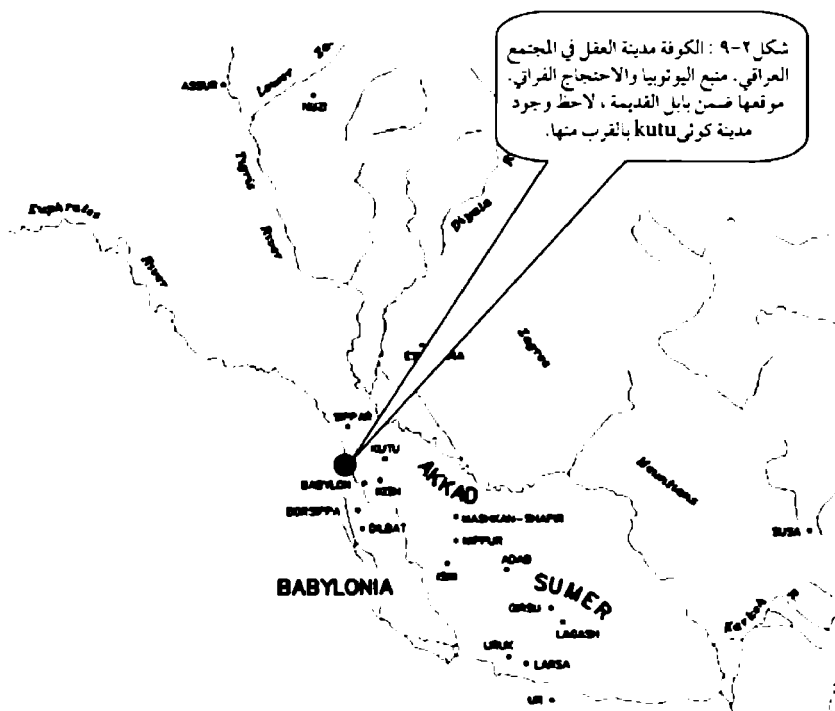 شكل ٢-٩ : الكوفة مدينة العقل في المجتمع
العراقي. منبع اليوتوبيا والاحتجاج الفراتي.
موقعها ضمن بابل القديمة ، لاحظ وجود
مدينة كوثى kutu بالقرب منها.
ASSUR
Lower
NUZI
Tigris
River
Diyala
R
Euphrates
River
Zagros
Mountains
SIPPAR
KUTU
AKKAD
BABYLON
KISH
BORSIPPA
DILBAT
MASHKAN-SHAPIR
NIPPUR
ADAB
ISIN
SUSA
BABYLONIA
SUMER
GIRSU
LAGASH
URUK
LARSA
UR
R